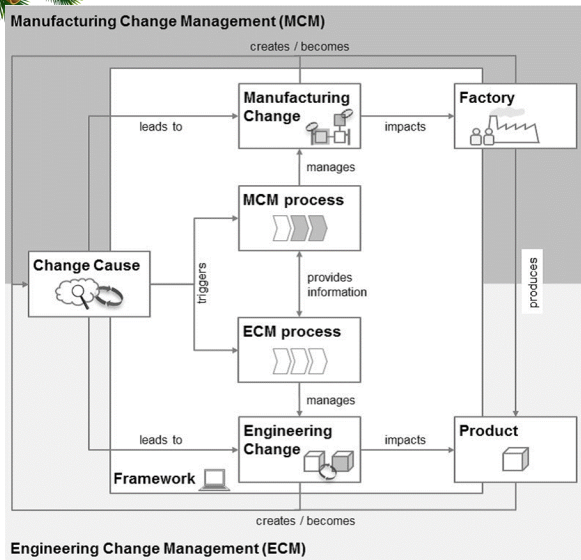 Manufacturing Change Management (MCM)
creates / becomes
Manufacturing
Change
Factory
leads to
impacts
manages
MCM process
Change Cause
triggers
provides
information
produces
ECM process
manages
Engineering
Change
Product
leads to
impacts
Framework
creates / becomes
Engineering Change Management (ECM)